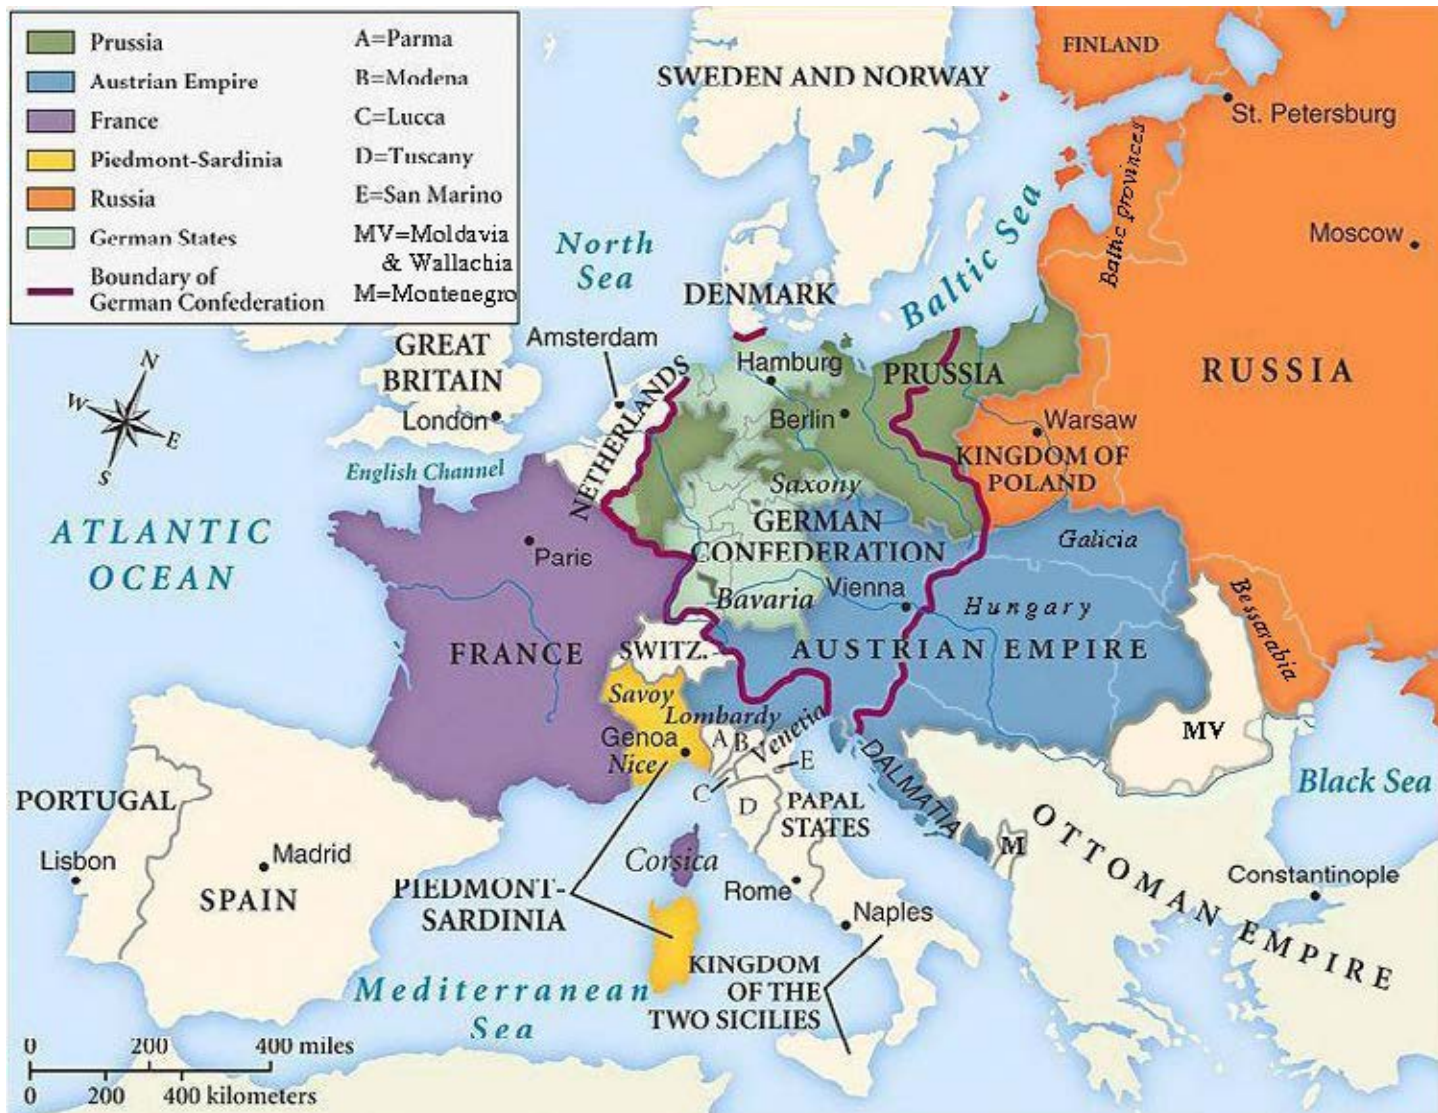 Prussia
Austrian Empire
France
Piedmont-Sardinia
Russia
German States
Boundary of
German Confederation
A=Parma
B=Modena
C=Lucca
D=Tuscany
E=San Marino
MV=Moldavia
& Wallachia
M=Montenegro
FINLAND
SWEDEN AND NORWAY
St. Petersburg
Baltic Provinces
Moscow
North
Sea
Baltic Sea
DENMARK
GREAT
BRITAIN
London
Amsterdam
Hamburg
PRUSSIA
RUSSIA
N
W
E
S
NETHERLANDS
Berlin
Warsaw
KINGDOM OF
POLAND
English Channel
Saxony
ATLANTIC
OCEAN
GERMAN
CONFEDERATION
Galicia
Paris
Bavaria
Vienna
Hungary
Bessarabia
FRANCE
SWITZ.
AUSTRIAN EMPIRE
Savoy
Lombardy
Venetia
Genoa
Nice
A
B
E
C
D
MV
DALMATIA
Black Sea
PORTUGAL
PAPAL
STATES
M
OTTOMAN EMPIRE
Lisbon
Madrid
SPAIN
Corsica
Rome
Constantinople
PIEDMONT-
SARDINIA
Naples
KINGDOM
OF THE
TWO SICILIES
Mediterranean
Sea
0 200 400 miles
0 200 400 kilometers